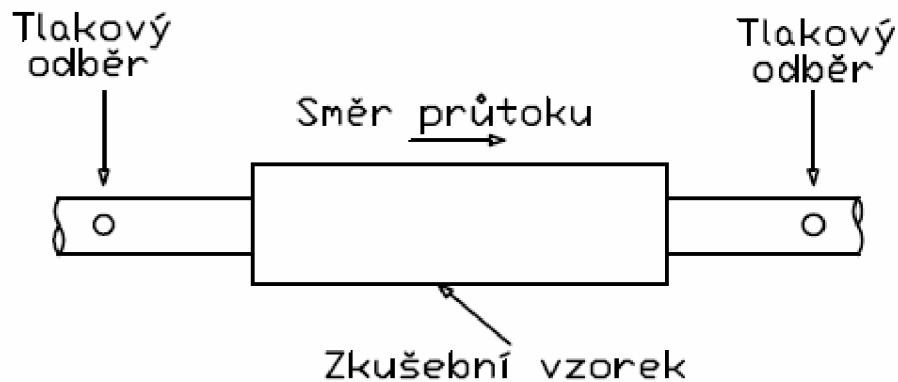 Tlakový
odběr
Tlakový
odběr
Směr průtoku
Zkušební vzorek